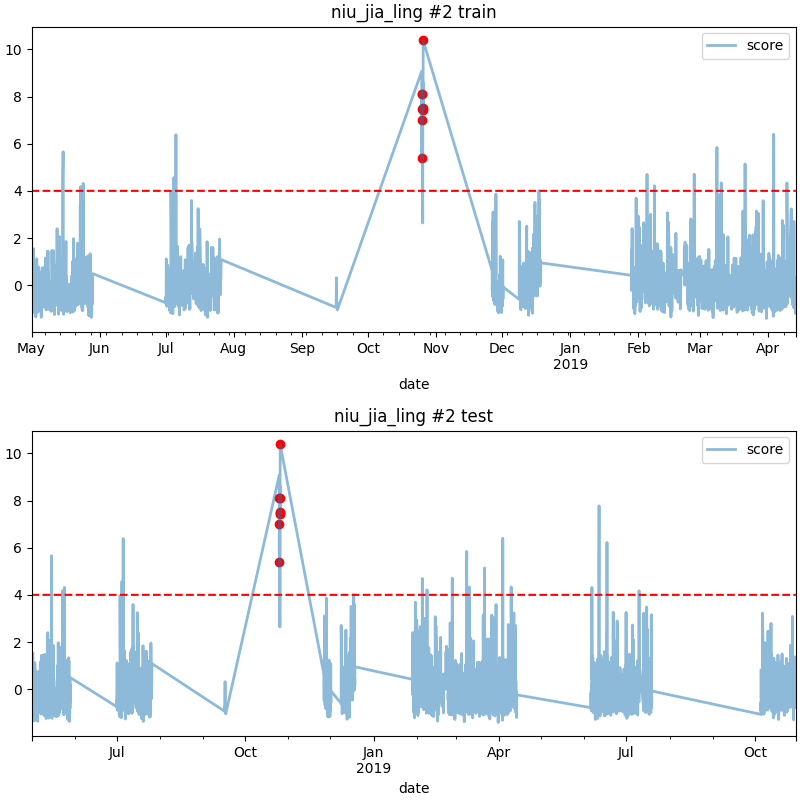 niu_jia_ling #2 train
score
10
8
6
4
2
0
May Jun Jul Aug Sep Oct Nov Dec Jan Feb Mar Apr
2019
date
niu_jia_ling #2 test
score
10
8
6
4
2
0
Jul Oct Jan Apr Jul Oct
2019
date